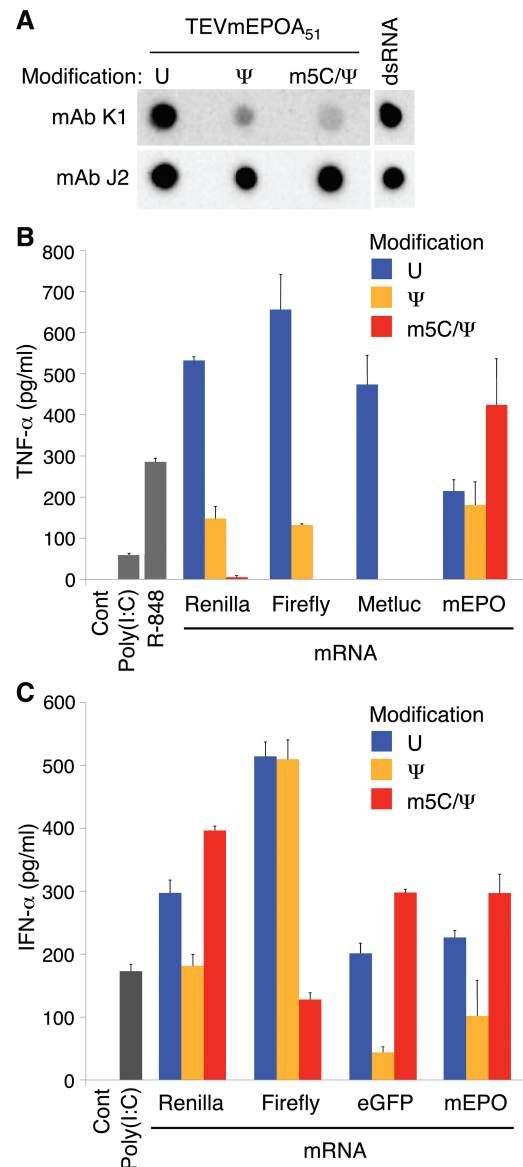 A
TEVmEPOA51
Modification: U Ψ m5C/Ψ dsRNA
mAb K1
mAb J2
B
Modification
U
Ψ
m5C/Ψ
TNF-α (pg/ml)
800
700
600
500
400
300
200
100
0
Cont
Poly(I:C)
R-848
Renilla Firefly Metluc mEPO
mRNA
C
Modification
U
Ψ
m5C/Ψ
IFN-α (pg/ml)
600
500
400
300
200
100
0
Cont
Poly(I:C)
Renilla Firefly eGFP mEPO
mRNA